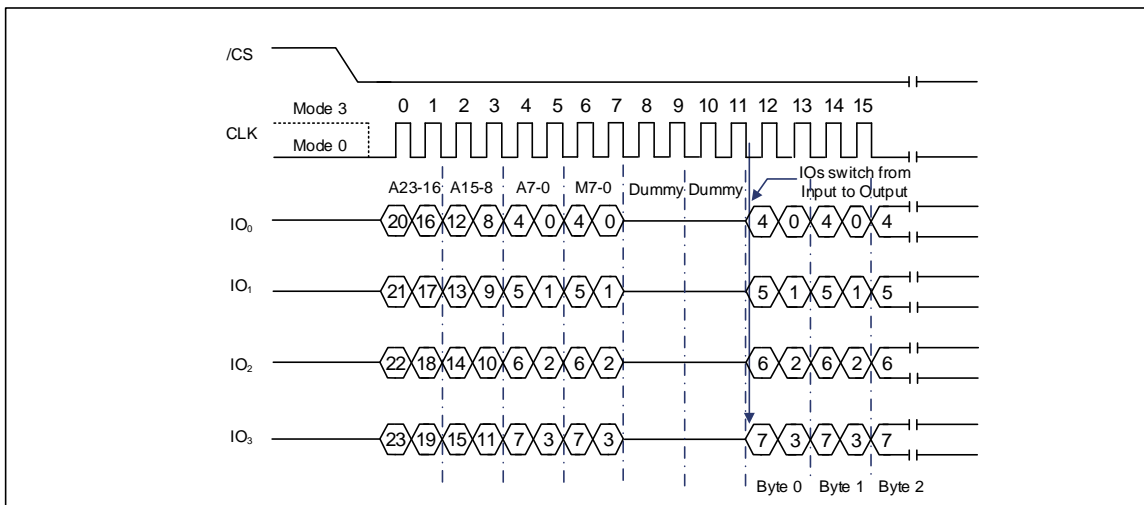 /CS
Mode 3 0 1 2 3 4 5 6 7 8 9 10 11 12 13 14 15
CLK
Mode 0
A23-16 A15-8 A7-0 M7-0 Dummy Dummy IOs switch from
Input to Output
IO₀ 20 16 12 8 4 0 4 0 4 0 4 0 4
IO₁ 21 17 13 9 5 1 5 1 5 1 5 1 5
IO₂ 22 18 14 10 6 2 6 2 6 2 6 2 6
IO₃ 23 19 15 11 7 3 7 3 7 3 7 3 7
Byte 0 Byte 1 Byte 2